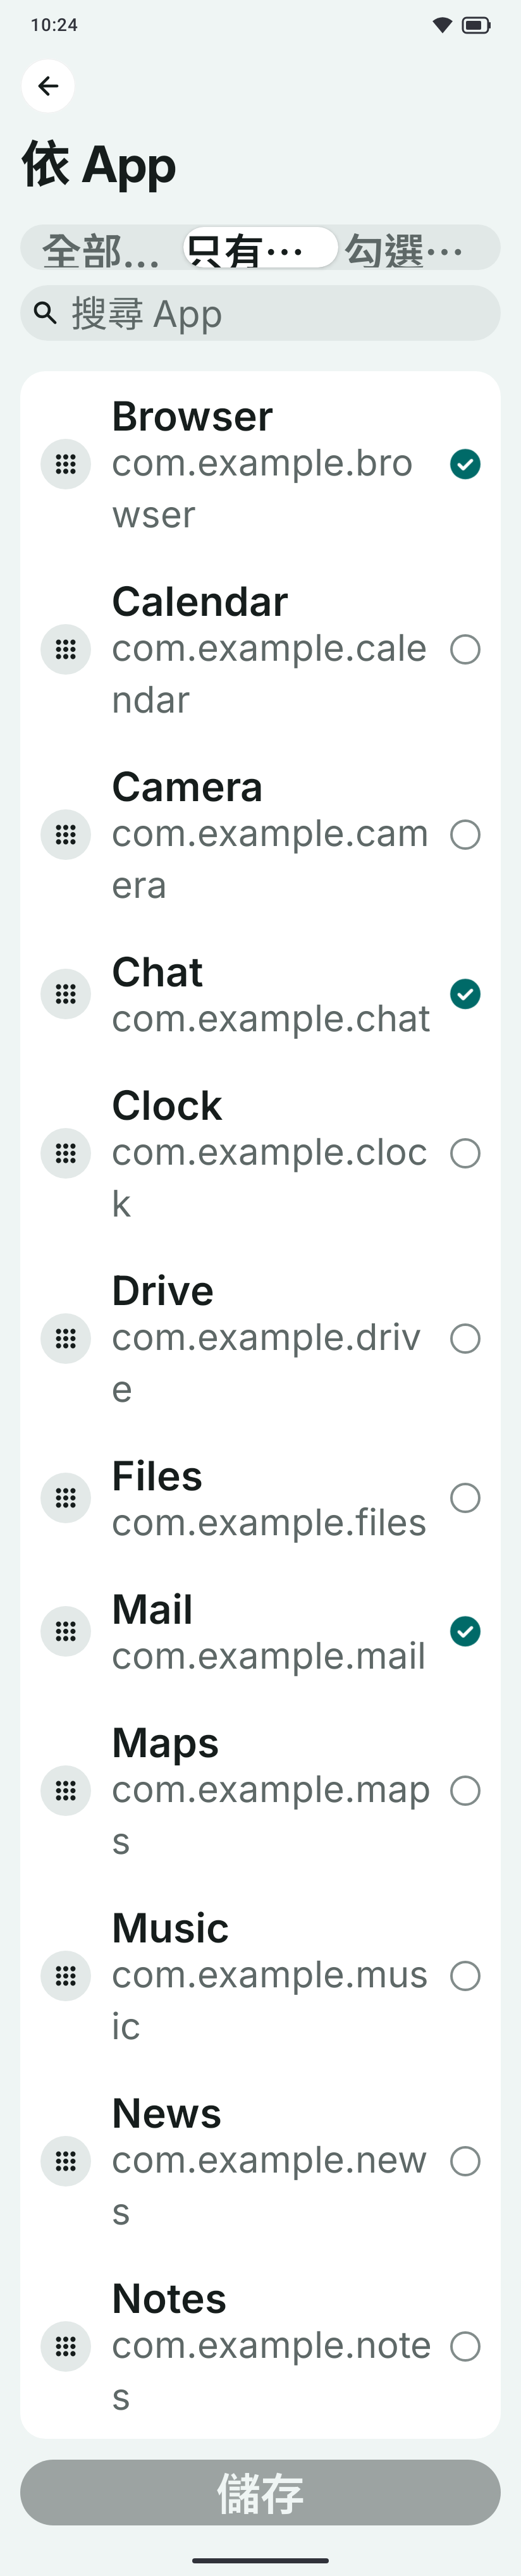 10:24
依 App
全部…
只有…
勾選…
搜尋 App
Browser
com.example.bro
wser
Calendar
com.example.cale
ndar
Camera
com.example.cam
era
Chat
com.example.chat
Clock
com.example.cloc
k
Drive
com.example.driv
e
Files
com.example.files
Mail
com.example.mail
Maps
com.example.map
s
Music
com.example.mus
ic
News
com.example.new
s
Notes
com.example.note
s
儲存